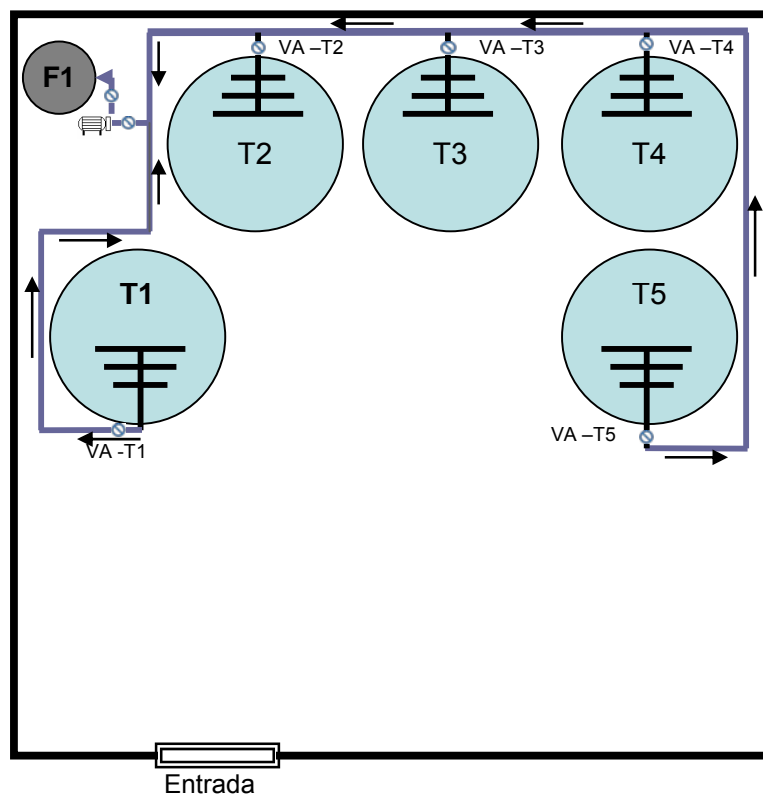 VA –T2
VA –T3
VA –T4
F1
T2
T3
T4
T1
T5
VA –T5
VA -T1
Entrada